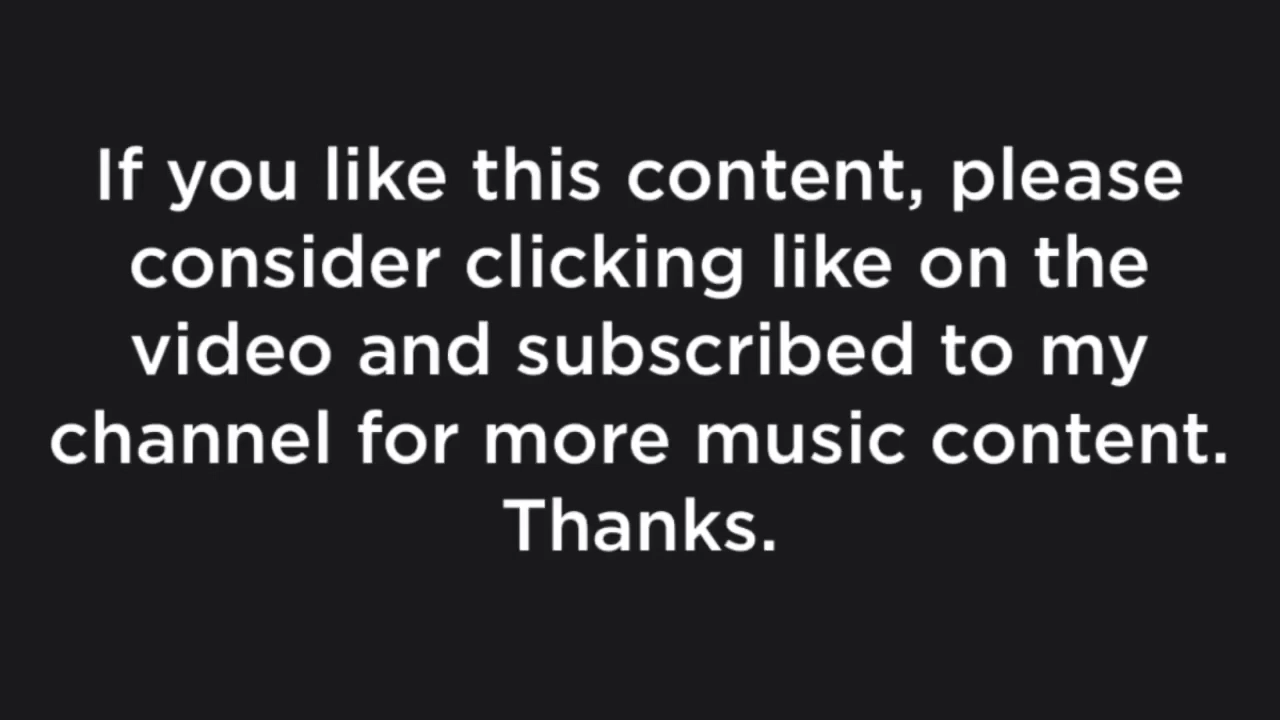 If you like this content, please
consider clicking like on the
video and subscribed to my
channel for more music content.
Thanks.